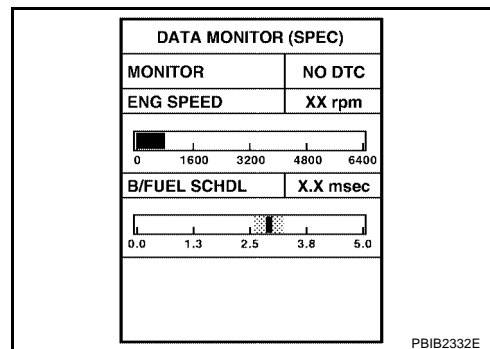 DATA MONITOR (SPEC)
MONITOR NO DTC
ENG SPEED XX rpm
0 1600 3200 4800 6400
B/FUEL SCHDL X.X msec
0.0 1.3 2.5 3.8 5.0
PBIB2332E